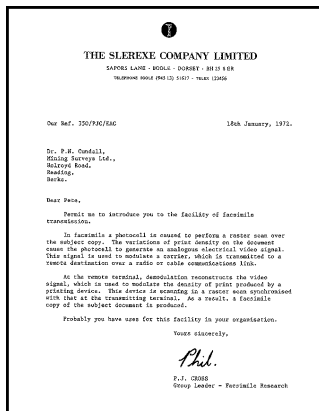 THE SLEREXE COMPANY LIMITED
SAPORS LANE - BOOLE - DORSET - BH 25 8 ER
TELEPHONE BOOLE (945 13) 51617 - TELEX 123456
Our Ref. 350/PJC/EAC
18th January, 1972.
Dr. P.N. Cundall,
Mining Surveys Ltd.,
Holroyd Road,
Reading,
Berks.
Dear Pete,
Permit me to introduce you to the facility of facsimile
transmission.
In facsimile a photocell is caused to perform a raster scan over
the subject copy. The variations of print density on the document
cause the photocell to generate an analogous electrical video signal.
This signal is used to modulate a carrier, which is transmitted to a
remote destination over a radio or cable communications link.
At the remote terminal, demodulation reconstructs the video
signal, which is used to modulate the density of print produced by a
printing device. This device is scanning in a raster scan synchronised
with that at the transmitting terminal. As a result, a facsimile
copy of the subject document is produced.
Probably you have uses for this facility in your organisation.
Yours sincerely,
Phil.
P.J. CROSS
Group Leader - Facsimile Research